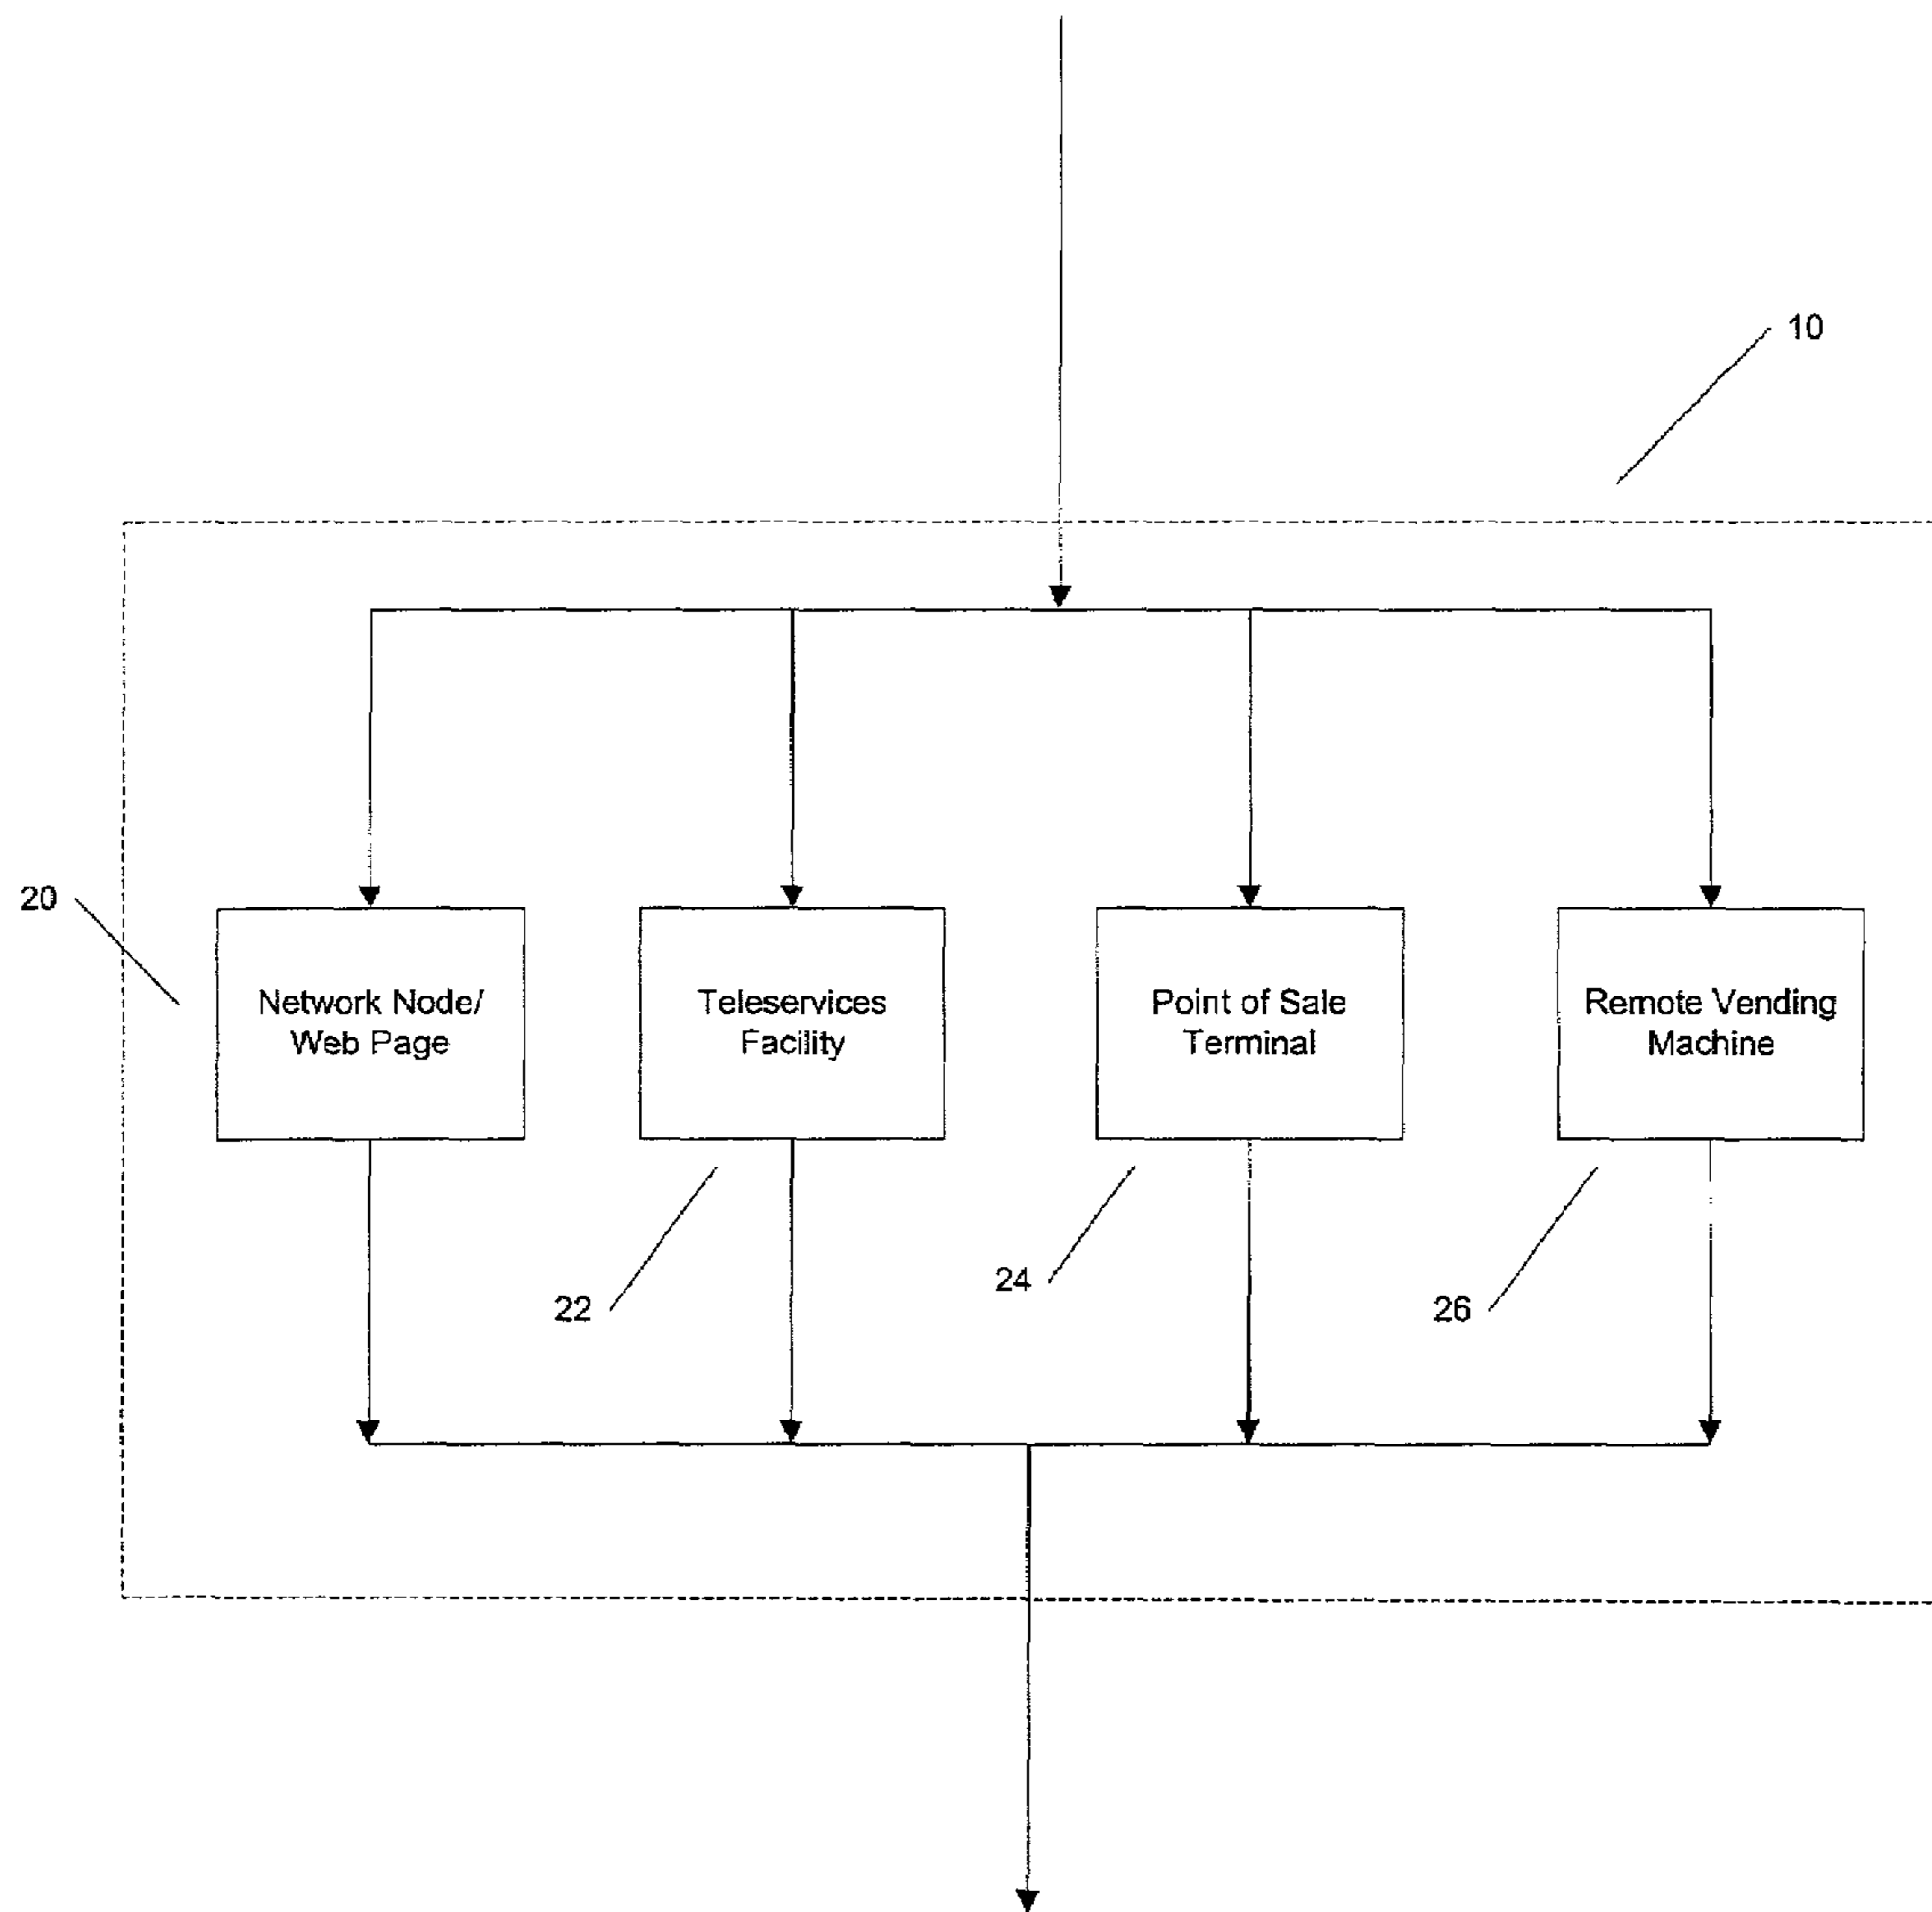 10
20
Network Node/
Web Page
Teleservices
Facility
Point of Sale
Terminal
Remote Vending
Machine
22
24
26